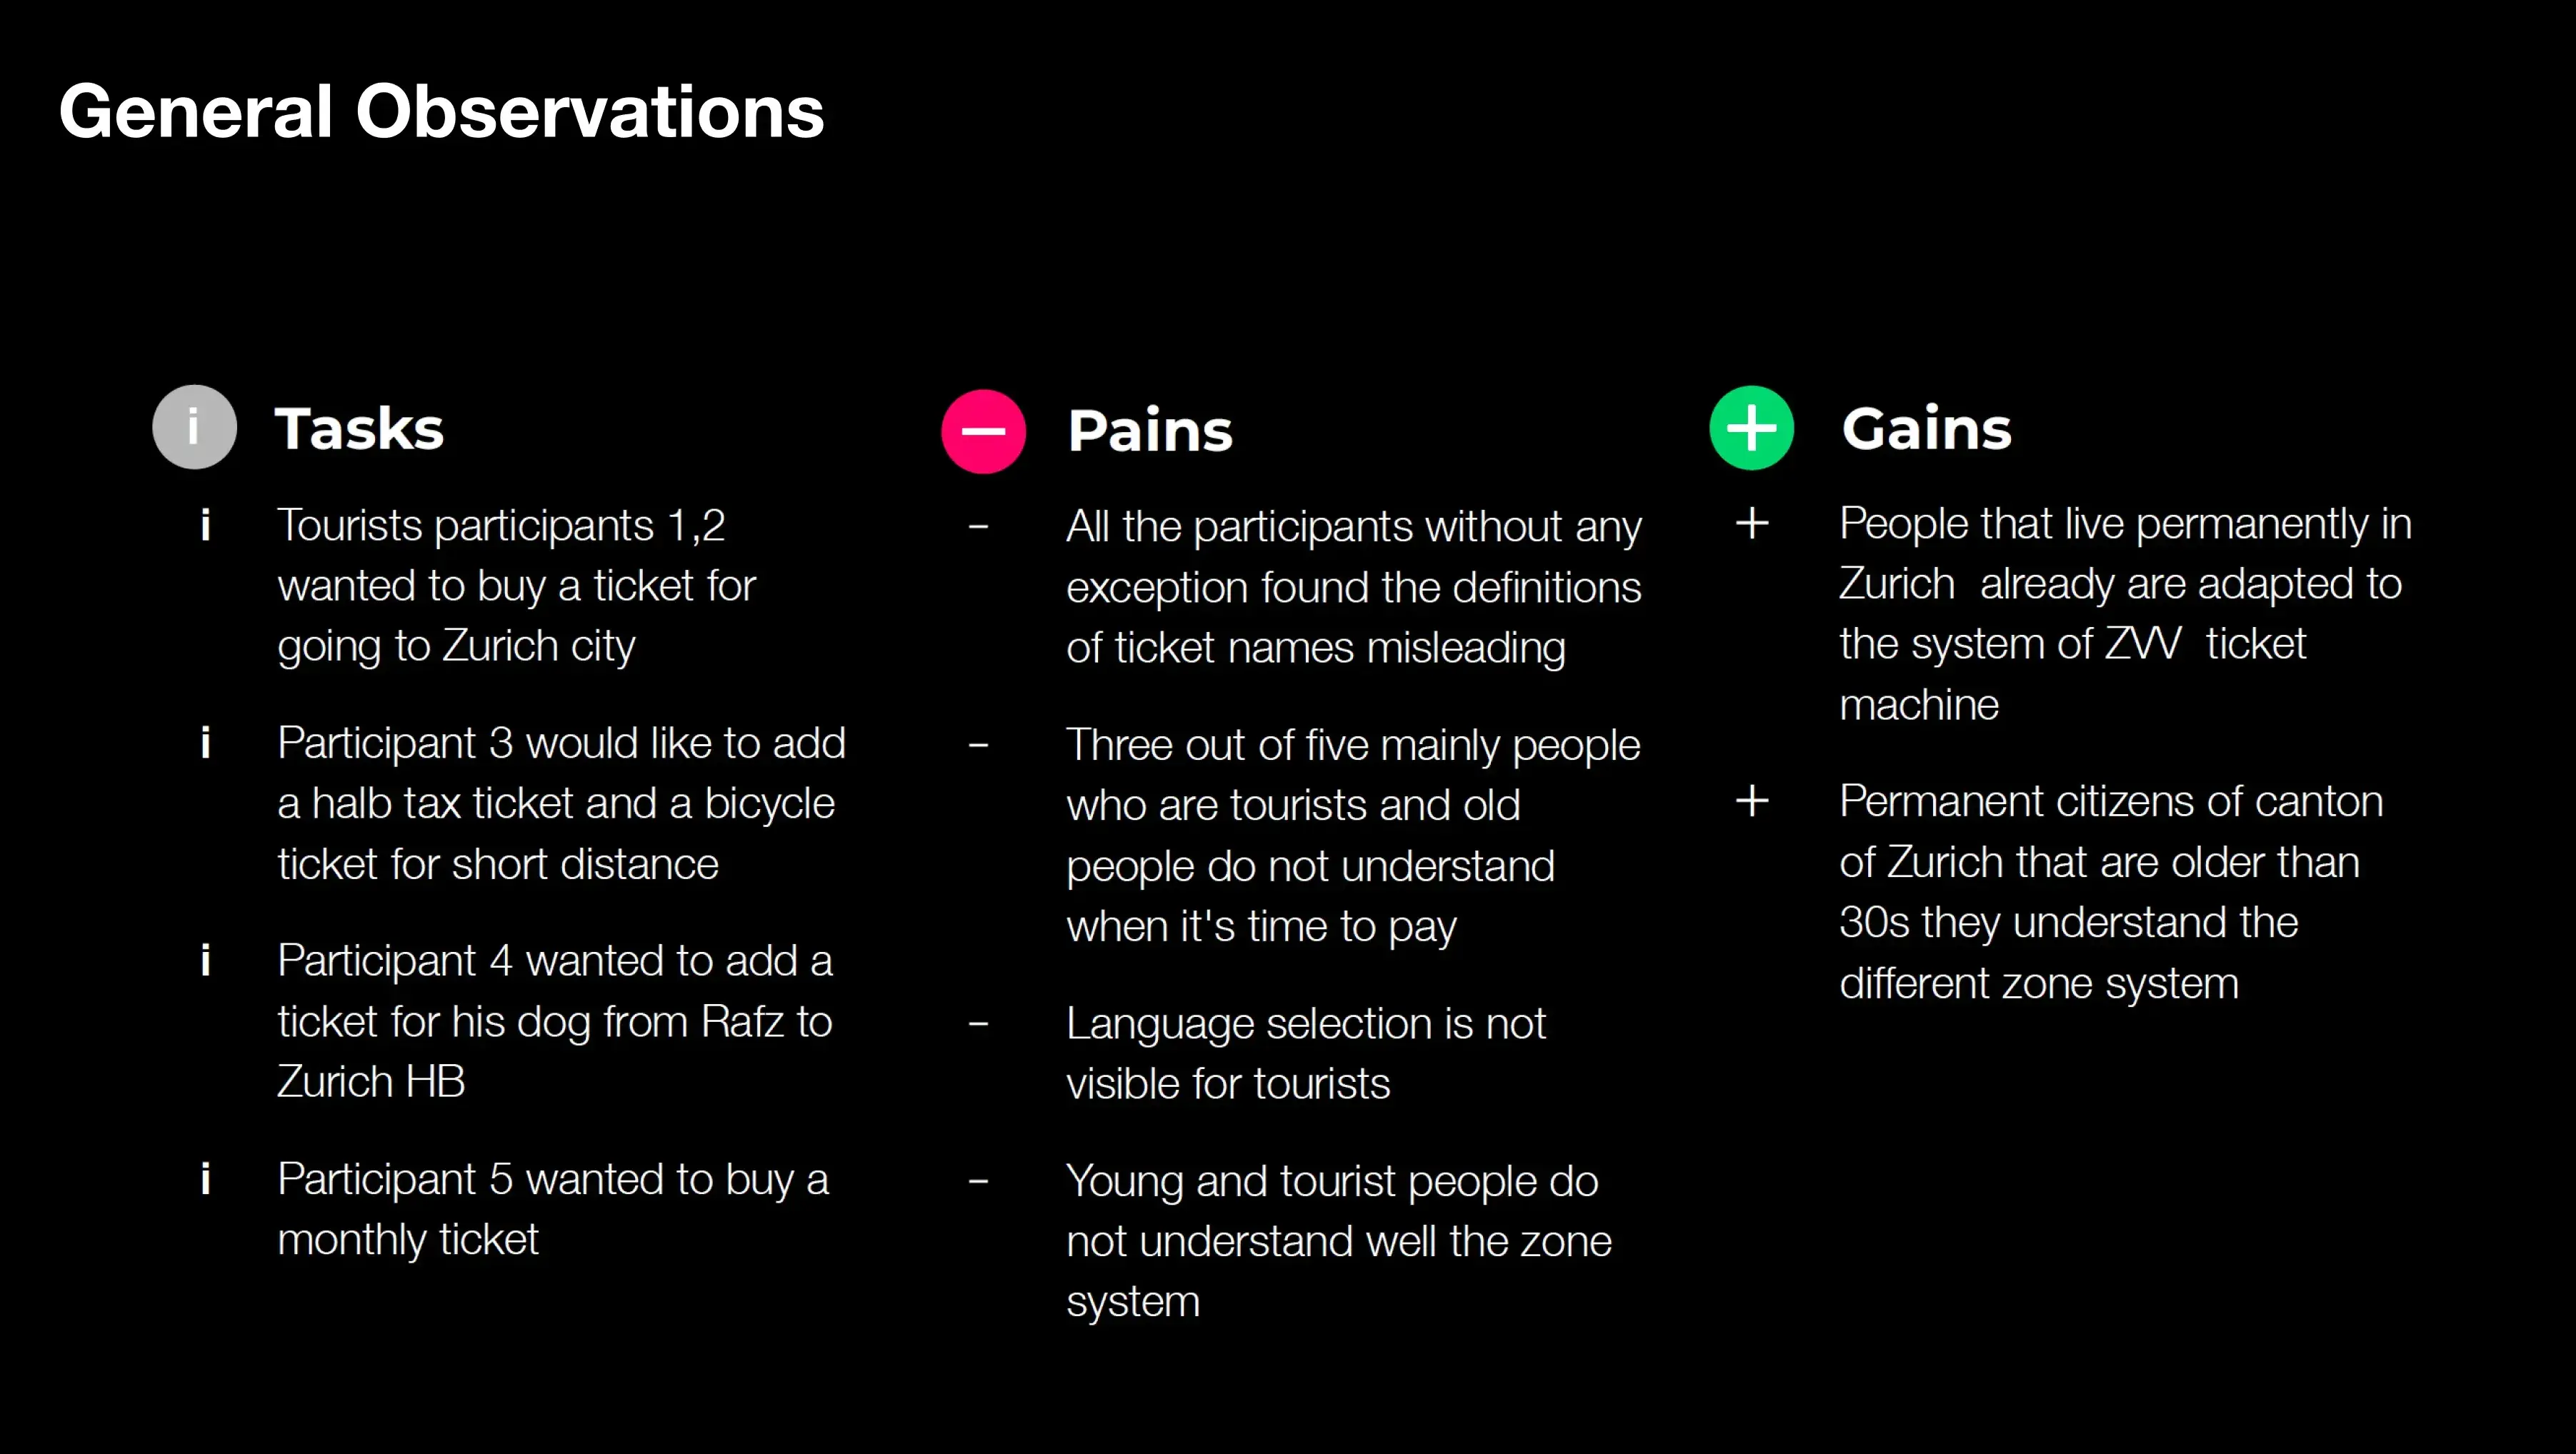 General Observations
i Tasks
i Tourists participants 1,2
wanted to buy a ticket for
going to Zurich city
i Participant 3 would like to add
a halb tax ticket and a bicycle
ticket for short distance
i Participant 4 wanted to add a
ticket for his dog from Rafz to
Zurich HB
i Participant 5 wanted to buy a
monthly ticket
− Pains
– All the participants without any
exception found the definitions
of ticket names misleading
– Three out of five mainly people
who are tourists and old
people do not understand
when it's time to pay
– Language selection is not
visible for tourists
– Young and tourist people do
not understand well the zone
system
+ Gains
+ People that live permanently in
Zurich already are adapted to
the system of ZVV ticket
machine
+ Permanent citizens of canton
of Zurich that are older than
30s they understand the
different zone system